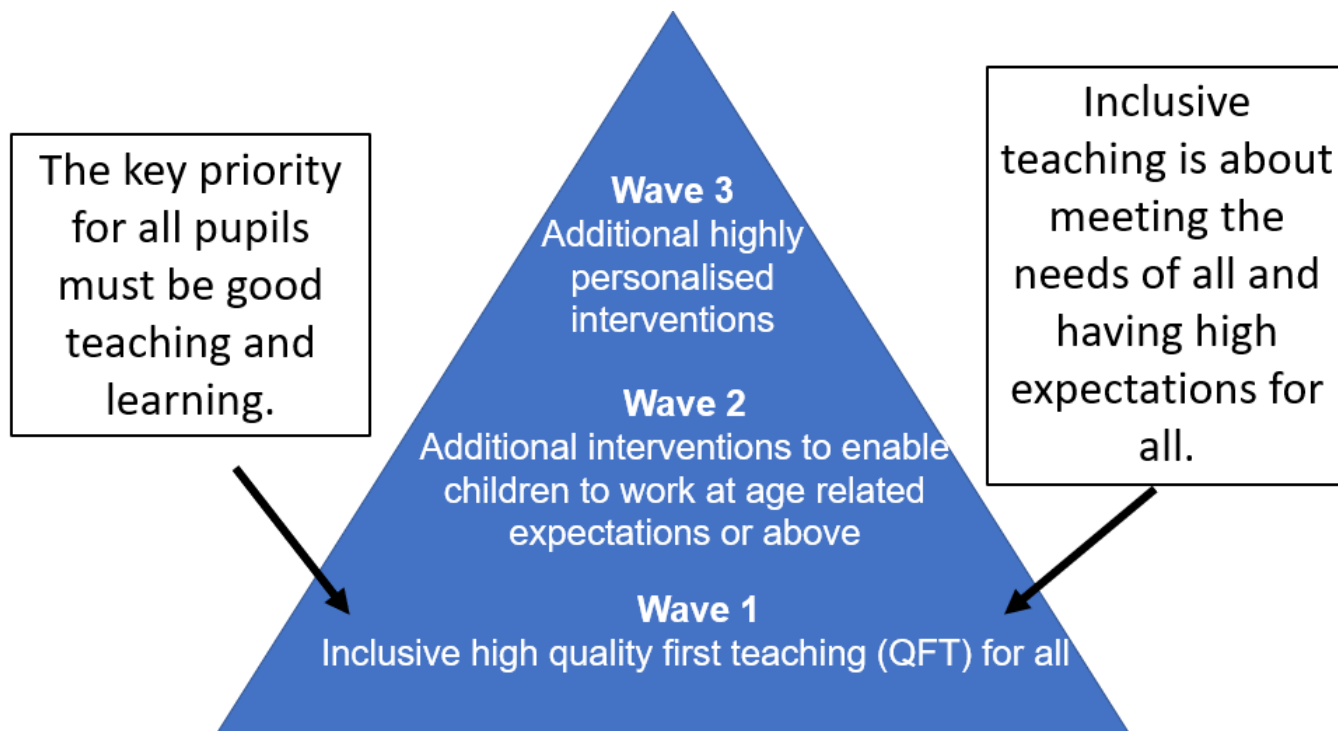 The key priority
for all pupils
must be good
teaching and
learning.
Wave 3
Additional highly
personalised
interventions
Wave 2
Additional interventions to enable
children to work at age related
expectations or above
Wave 1
Inclusive high quality first teaching (QFT) for all
Inclusive
teaching is about
meeting the
needs of all and
having high
expectations for
all.